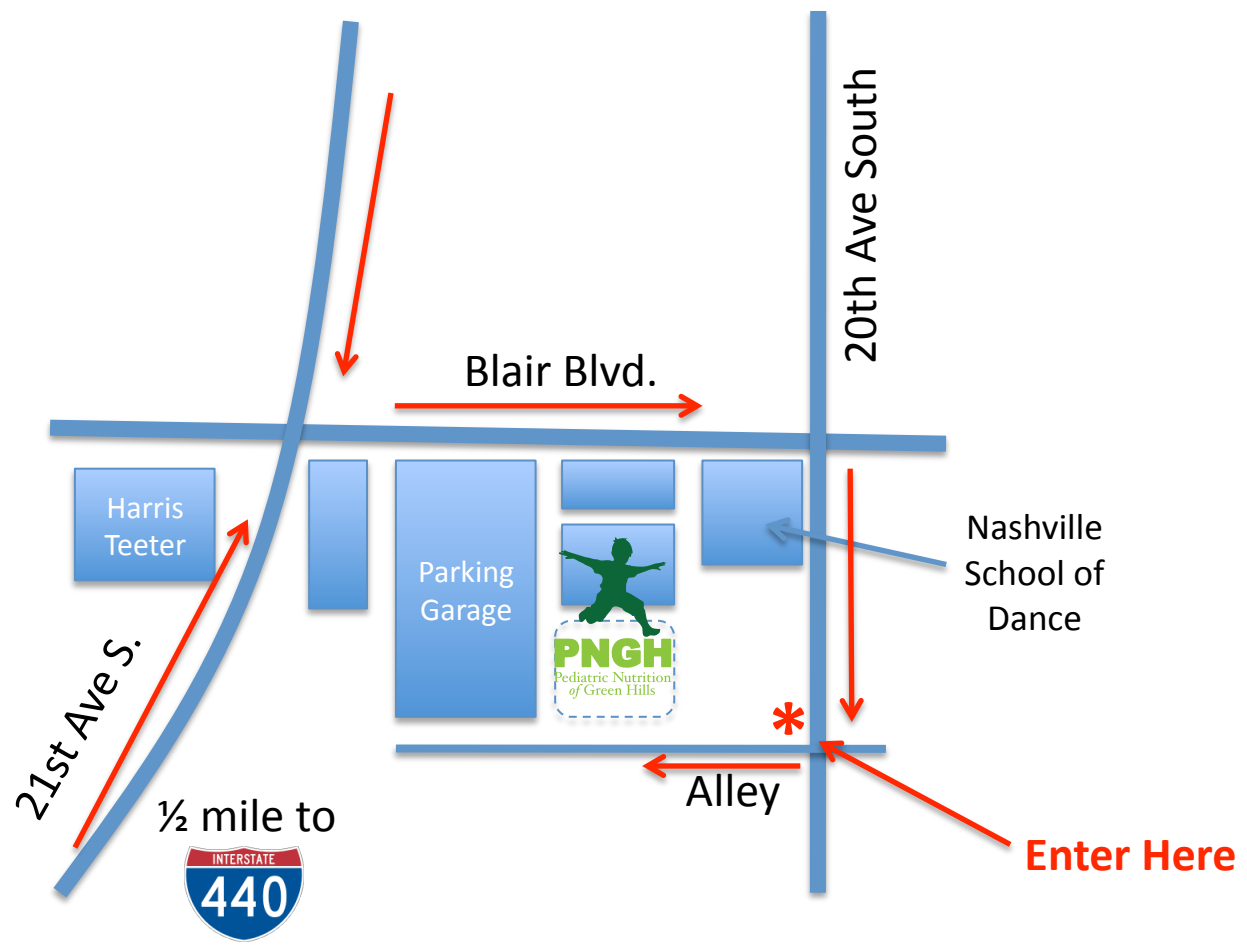 20th Ave South
Blair Blvd.
Harris
Teeter
Parking
Garage
Nashville
School of
Dance
PNGH
Pediatric Nutrition
of Green Hills
21st Ave S.
*
Alley
½ mile to
INTERSTATE
440
Enter Here